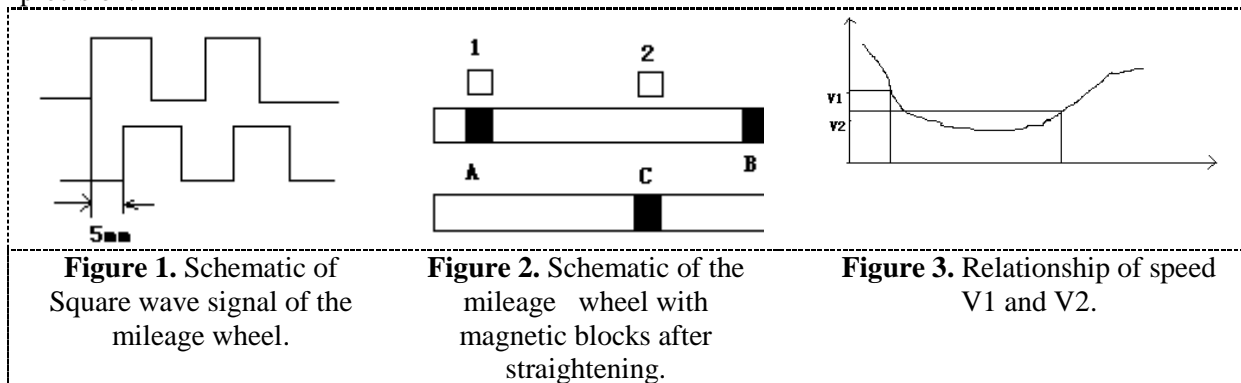 5mm
1 2
A C B
V1
V2
Figure 1. Schematic of
Square wave signal of the
mileage wheel.
Figure 2. Schematic of the
mileage wheel with
magnetic blocks after
straightening.
Figure 3. Relationship of speed
V1 and V2.